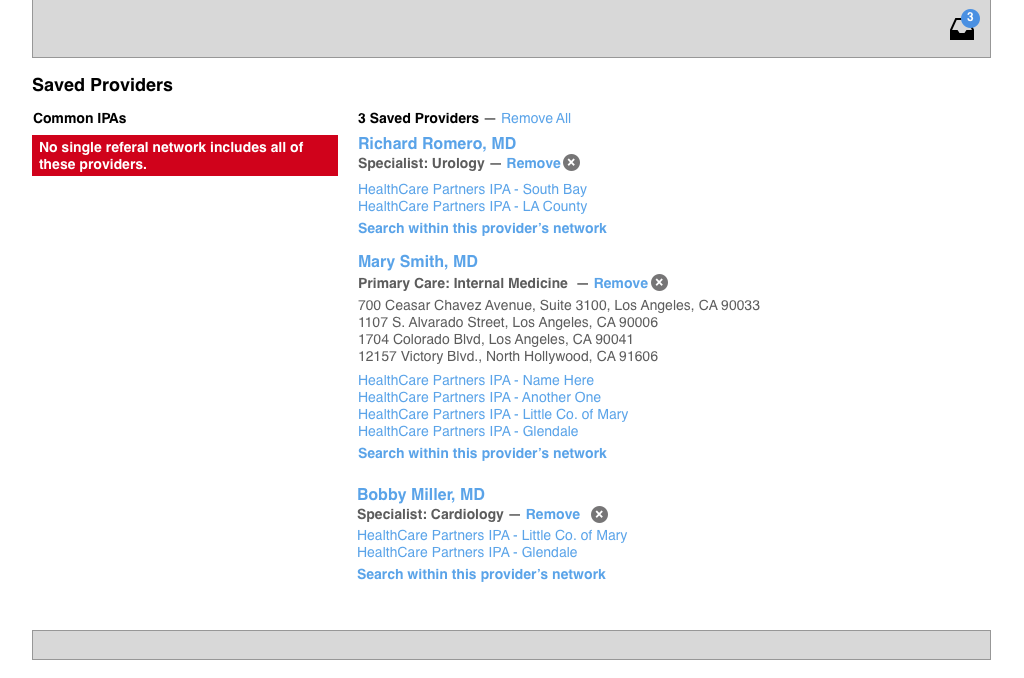 3
Saved Providers
Common IPAs
No single referal network includes all of
these providers.
3 Saved Providers — Remove All
Richard Romero, MD
Specialist: Urology — Remove
HealthCare Partners IPA - South Bay
HealthCare Partners IPA - LA County
Search within this provider’s network
Mary Smith, MD
Primary Care: Internal Medicine — Remove
700 Ceasar Chavez Avenue, Suite 3100, Los Angeles, CA 90033
1107 S. Alvarado Street, Los Angeles, CA 90006
1704 Colorado Blvd, Los Angeles, CA 90041
12157 Victory Blvd., North Hollywood, CA 91606
HealthCare Partners IPA - Name Here
HealthCare Partners IPA - Another One
HealthCare Partners IPA - Little Co. of Mary
HealthCare Partners IPA - Glendale
Search within this provider’s network
Bobby Miller, MD
Specialist: Cardiology — Remove
HealthCare Partners IPA - Little Co. of Mary
HealthCare Partners IPA - Glendale
Search within this provider’s network